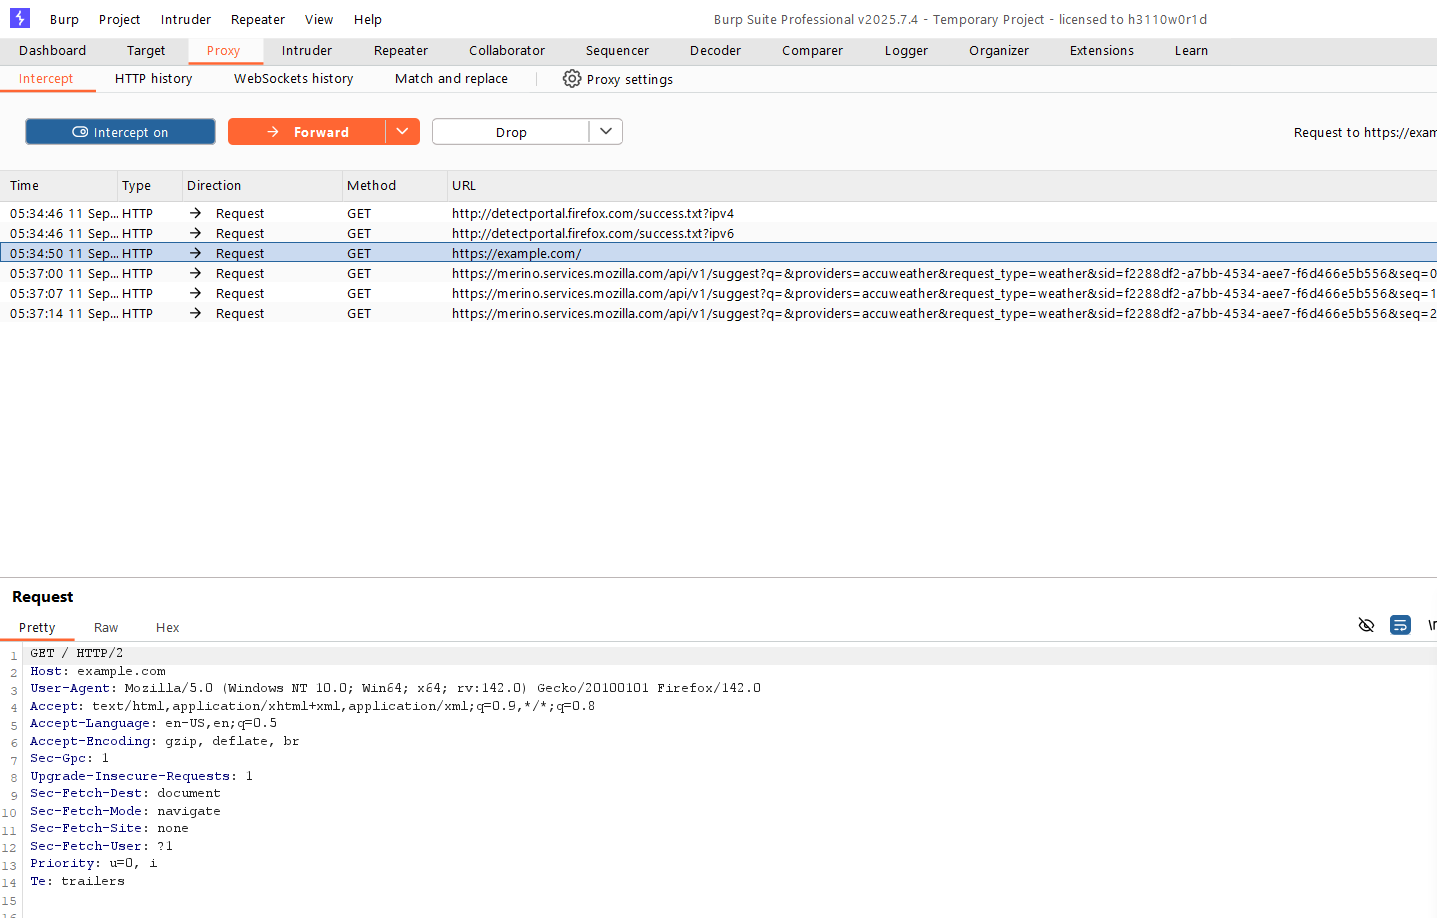 Burp Project Intruder Repeater View Help Burp Suite Professional v2025.7.4 - Temporary Project - licensed to h3110w0r1d
Dashboard Target Proxy Intruder Repeater Collaborator Sequencer Decoder Comparer Logger Organizer Extensions Learn
Intercept HTTP history WebSockets history Match and replace Proxy settings
Intercept on Forward Drop Request to https://exam
Time Type Direction Method URL
05:34:46 11 Sep... HTTP → Request GET http://detectportal.firefox.com/success.txt?ipv4
05:34:46 11 Sep... HTTP → Request GET http://detectportal.firefox.com/success.txt?ipv6
05:34:50 11 Sep... HTTP → Request GET https://example.com/
05:37:00 11 Sep... HTTP → Request GET https://merino.services.mozilla.com/api/v1/suggest?q=&providers=accuweather&request_type=weather&sid=f2288df2-a7bb-4534-aee7-f6d466e5b556&seq=0
05:37:07 11 Sep... HTTP → Request GET https://merino.services.mozilla.com/api/v1/suggest?q=&providers=accuweather&request_type=weather&sid=f2288df2-a7bb-4534-aee7-f6d466e5b556&seq=1
05:37:14 11 Sep... HTTP → Request GET https://merino.services.mozilla.com/api/v1/suggest?q=&providers=accuweather&request_type=weather&sid=f2288df2-a7bb-4534-aee7-f6d466e5b556&seq=2
Request
Pretty Raw Hex
1 GET / HTTP/2
2 Host: example.com
3 User-Agent: Mozilla/5.0 (Windows NT 10.0; Win64; x64; rv:142.0) Gecko/20100101 Firefox/142.0
4 Accept: text/html,application/xhtml+xml,application/xml;q=0.9,*/*;q=0.8
5 Accept-Language: en-US,en;q=0.5
6 Accept-Encoding: gzip, deflate, br
7 Sec-Gpc: 1
8 Upgrade-Insecure-Requests: 1
9 Sec-Fetch-Dest: document
10 Sec-Fetch-Mode: navigate
11 Sec-Fetch-Site: none
12 Sec-Fetch-User: ?1
13 Priority: u=0, i
14 Te: trailers
15